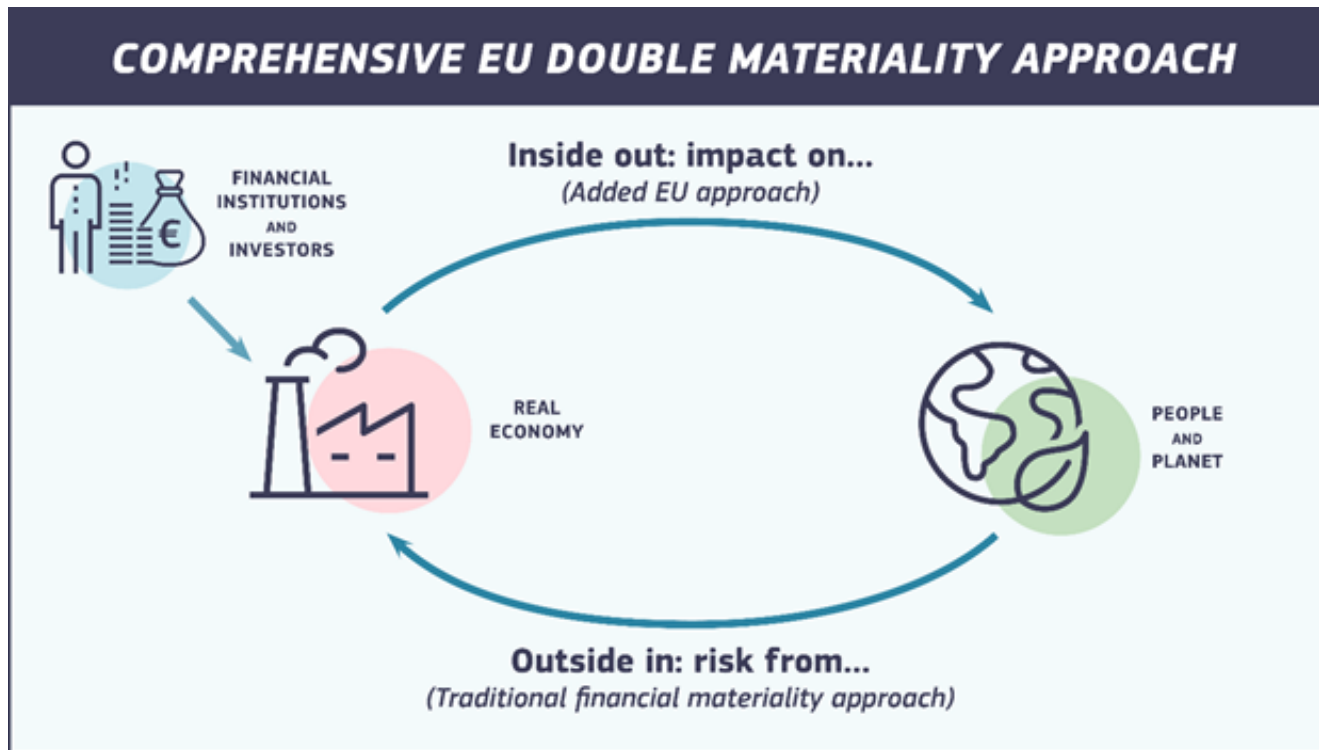 COMPREHENSIVE EU DOUBLE MATERIALITY APPROACH
FINANCIAL
INSTITUTIONS
AND
INVESTORS
€
Inside out: impact on...
(Added EU approach)
REAL
ECONOMY
PEOPLE
AND
PLANET
Outside in: risk from...
(Traditional financial materiality approach)